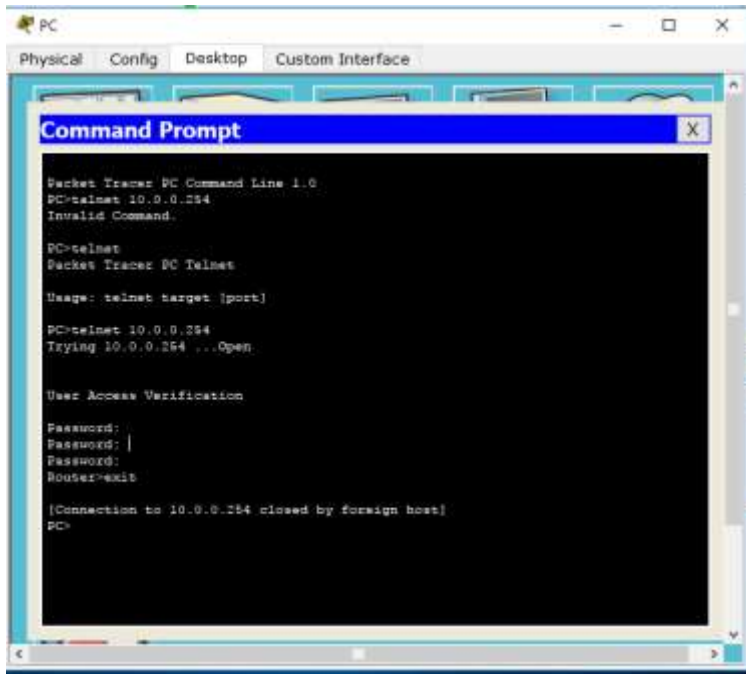 PC
Physical Config Desktop Custom Interface
Command Prompt
X
Packet Tracer PC Command Line 1.0
PC>talnet 10.0.0.254
Invalid Command.
PC>telnet
Packet Tracer PC Telnet
Usage: telnet target [port]
PC>telnet 10.0.0.254
Trying 10.0.0.254 ...Open
User Access Verification
Password:
Password:
Password:
Router>exit
[Connection to 10.0.0.254 closed by foreign host]
PC>